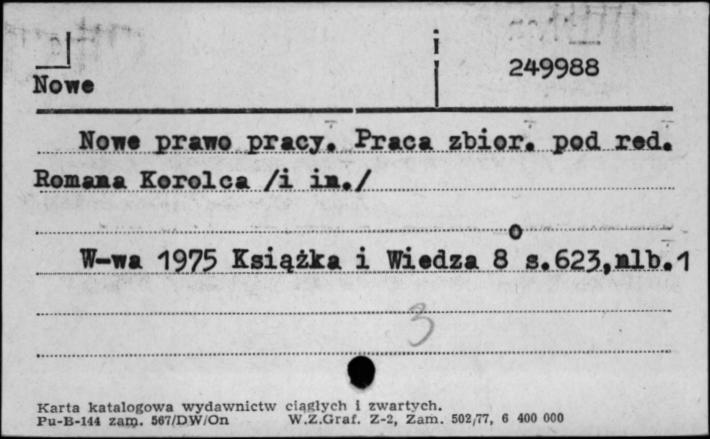 249988
Nowe
Nowe prawo pracy. Praca zbior. pod red.
Romana Korolca /i in./
W-wa 1975 Książka i Wiedza 8° s.623,nlb.1
3
Karta katalogowa wydawnictw ciągłych i zwartych.
Pu-B-144 zam. 567/DW/On W.Z.Graf. Z-2, Zam. 502/77, 6 400 000